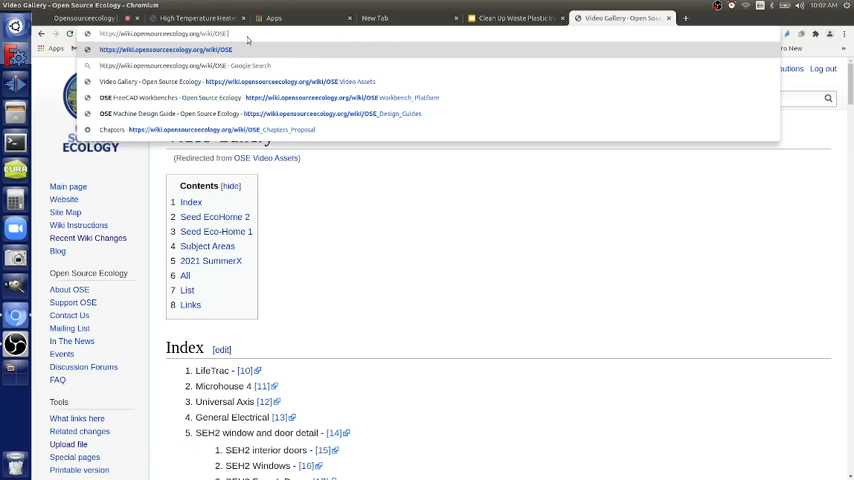 10:02 AM
Opensourceecology
High Temperature Heate
Apps
New Tab
Clean Up Waste Plastic in
Video Gallery - Open Sou
https://wiki.opensourceecology.org/wiki/OSE
https://wiki.opensourceecology.org/wiki/OSE
https://wiki.opensourceecology.org/wiki/OSE - Google Search
Video Gallery - Open Source Ecology - https://wiki.opensourceecology.org/wiki/OSE Video Assets
OSE FreeCAD Workbenches - Open Source Ecology - https://wiki.opensourceecology.org/wiki/OSE Workbench_Platform
OSE Machine Design Guide - Open Source Ecology - https://wiki.opensourceecology.org/wiki/OSE_Design_Guides
Chapters - https://wiki.opensourceecology.org/wiki/OSE_Chapters_Proposal
butions Log out
ECOLOGY
Video Gallery
(Redirected from OSE Video Assets)
Contents [hide]
1 Index
2 Seed EcoHome 2
3 Seed Eco-Home 1
4 Subject Areas
5 2021 SummerX
6 All
7 List
8 Links
Main page
Website
Site Map
Wiki Instructions
Recent Wiki Changes
Blog
Open Source Ecology
About OSE
Support OSE
Contact Us
Mailing List
In The News
Events
Discussion Forums
FAQ
Tools
What links here
Related changes
Upload file
Special pages
Printable version
Index [edit]
1. LifeTrac - [10]
2. Microhouse 4 [11]
3. Universal Axis [12]
4. General Electrical [13]
5. SEH2 window and door detail - [14]
1. SEH2 interior doors - [15]
2. SEH2 Windows - [16]
CURA